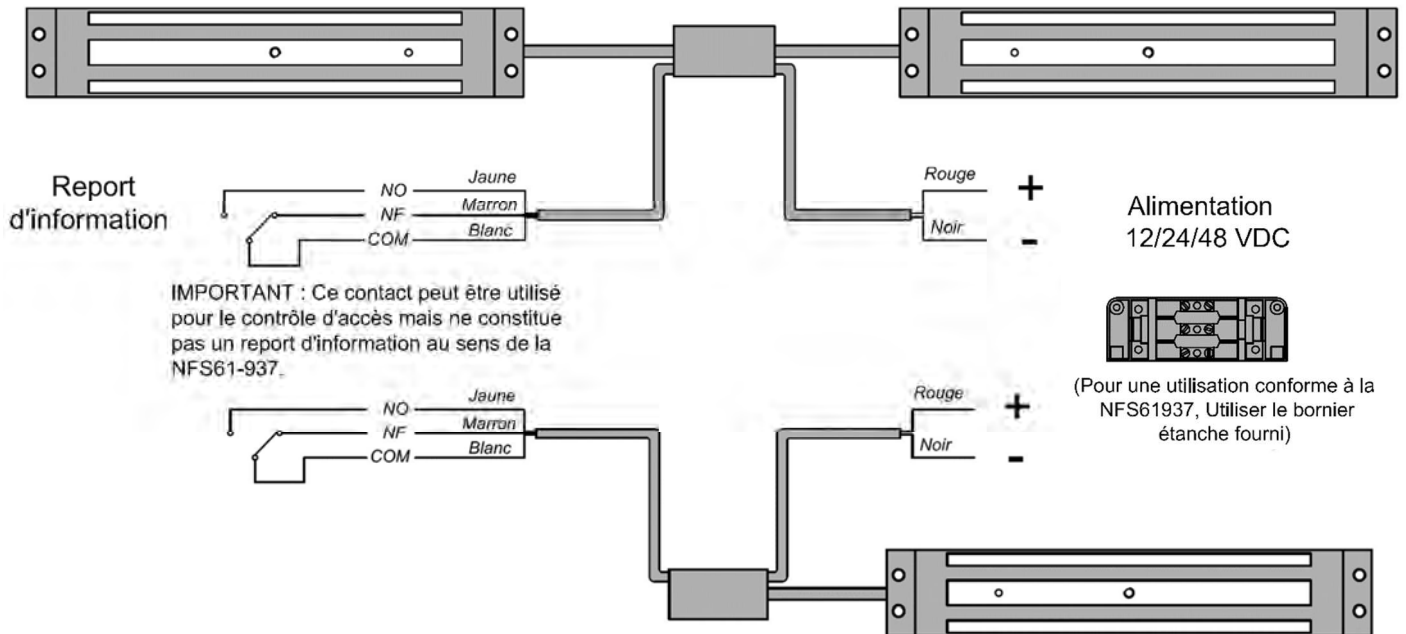 Report
d'information
NO
Jaune
NF
Marron
COM
Blanc
Rouge
+
Noir
-
Alimentation
12/24/48 VDC
IMPORTANT : Ce contact peut être utilisé
pour le contrôle d'accès mais ne constitue
pas un report d'information au sens de la
NFS61-937.
(Pour une utilisation conforme à la
NFS61937, Utiliser le bornier
étanche fourni)
NO
Jaune
NF
Marron
COM
Blanc
Rouge
+
Noir
-